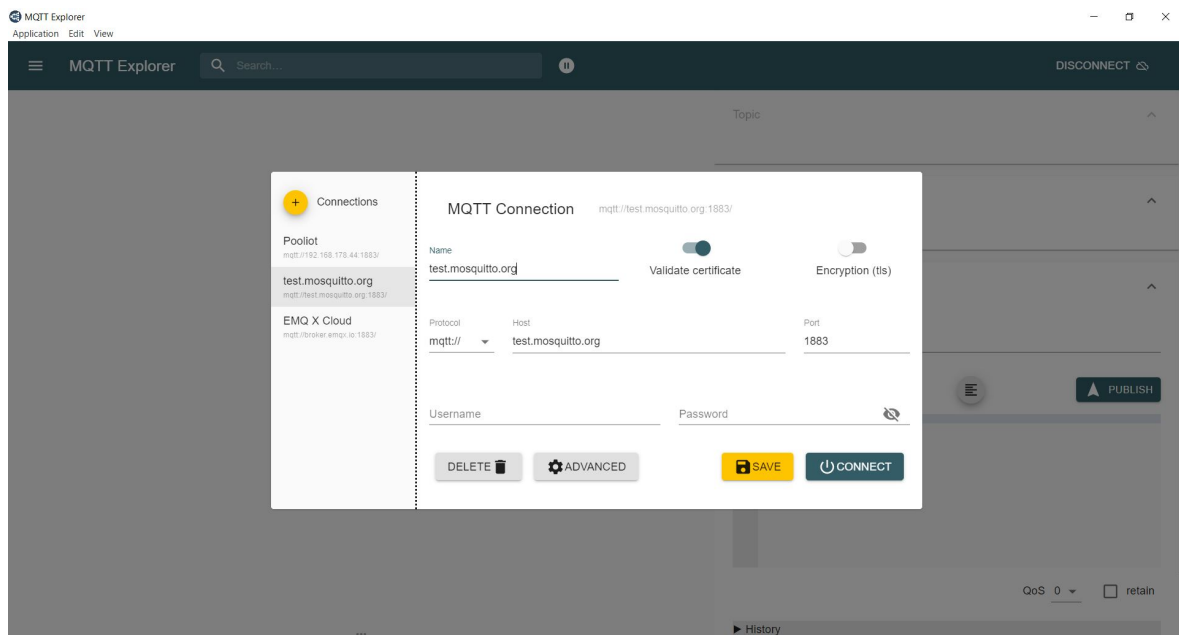 MQTT Explorer
Application Edit View
MQTT Explorer
Search...
DISCONNECT
Topic
Connections
Pooliot
mqtt://192.168.178.44:1883/
test.mosquitto.org
mqtt://test.mosquitto.org:1883/
EMQ X Cloud
mqtt://broker.emqx.io:1883/
MQTT Connection mqtt://test.mosquitto.org:1883/
Name
test.mosquitto.org
Validate certificate
Encryption (tls)
Protocol Host Port
mqtt:// test.mosquitto.org 1883
Username Password
DELETE ADVANCED SAVE CONNECT
PUBLISH
QoS 0 retain
History